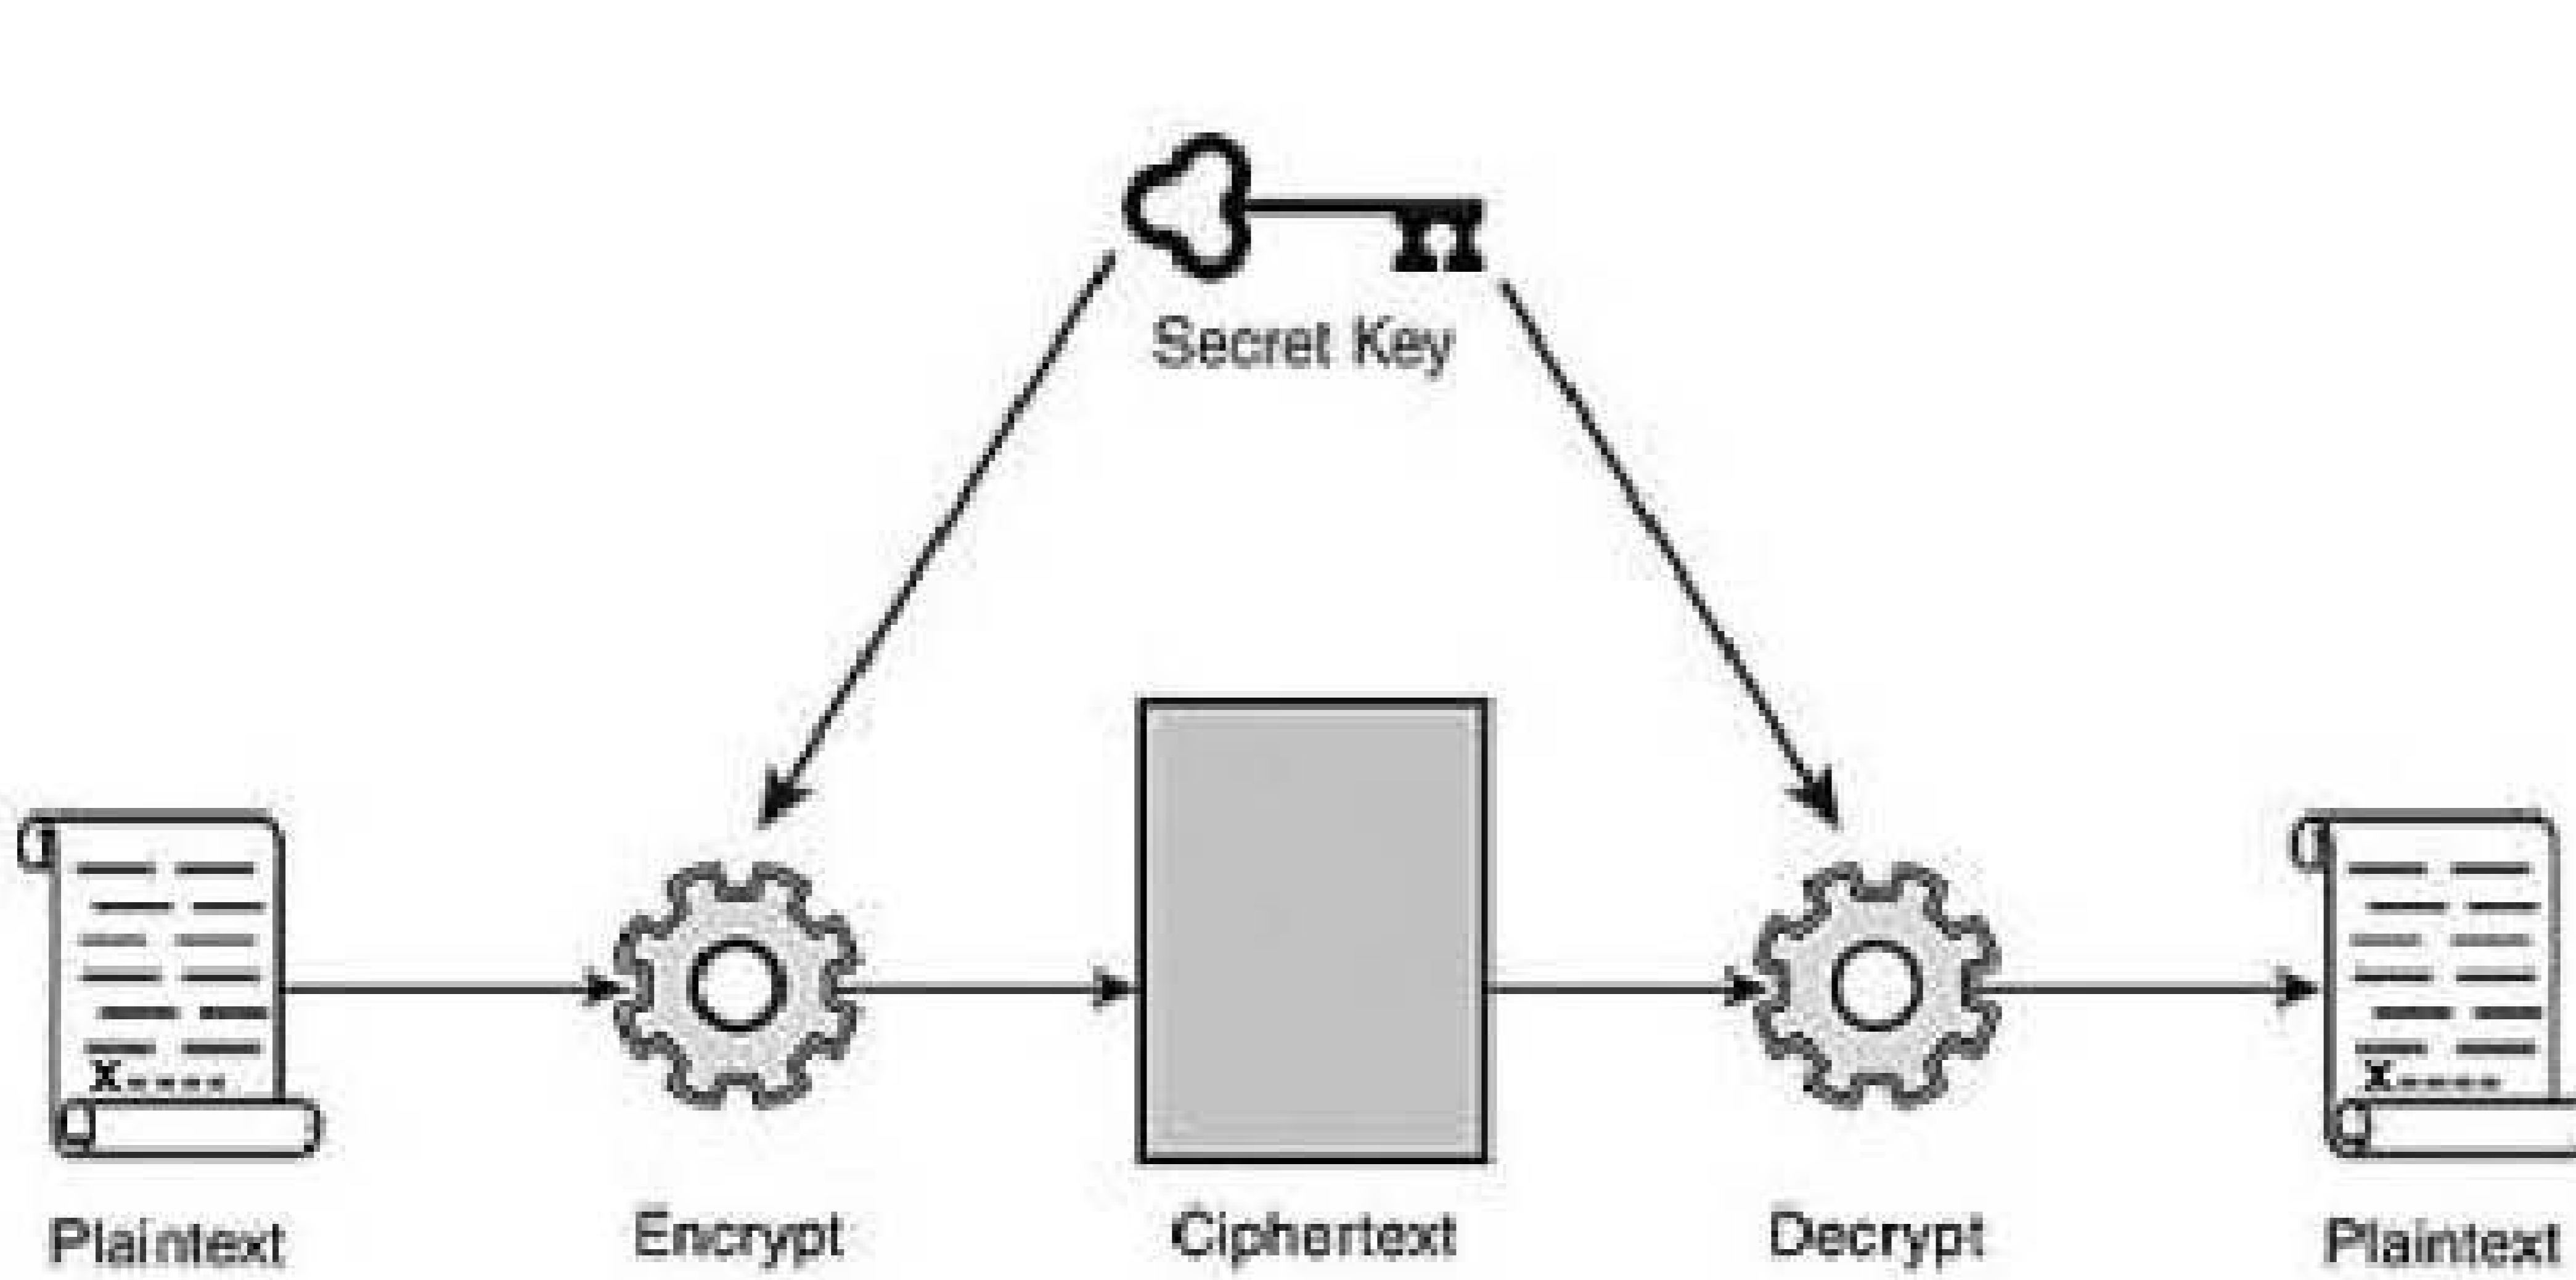 Secret Key
x----
x----
Plaintext
Encrypt
Ciphertext
Decrypt
Plaintext